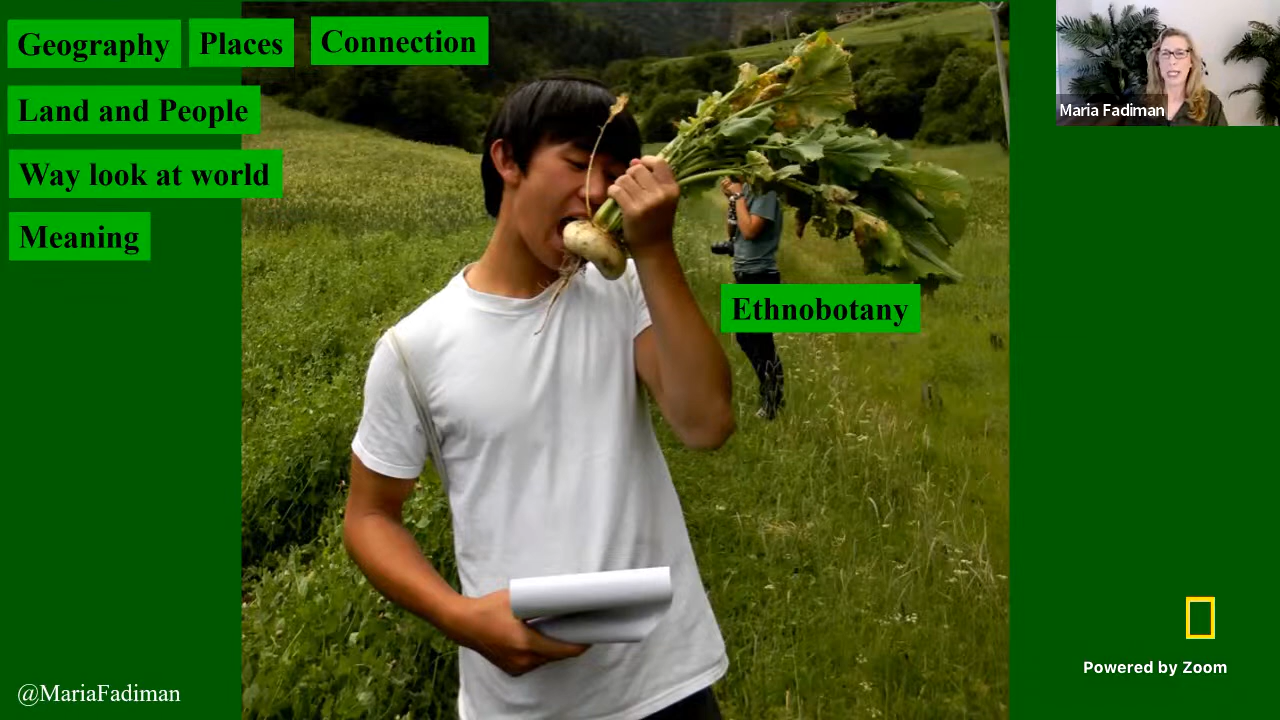 Geography
Places
Connection
Land and People
Way look at world
Meaning
Ethnobotany
Maria Fadiman
Powered by Zoom
@MariaFadiman